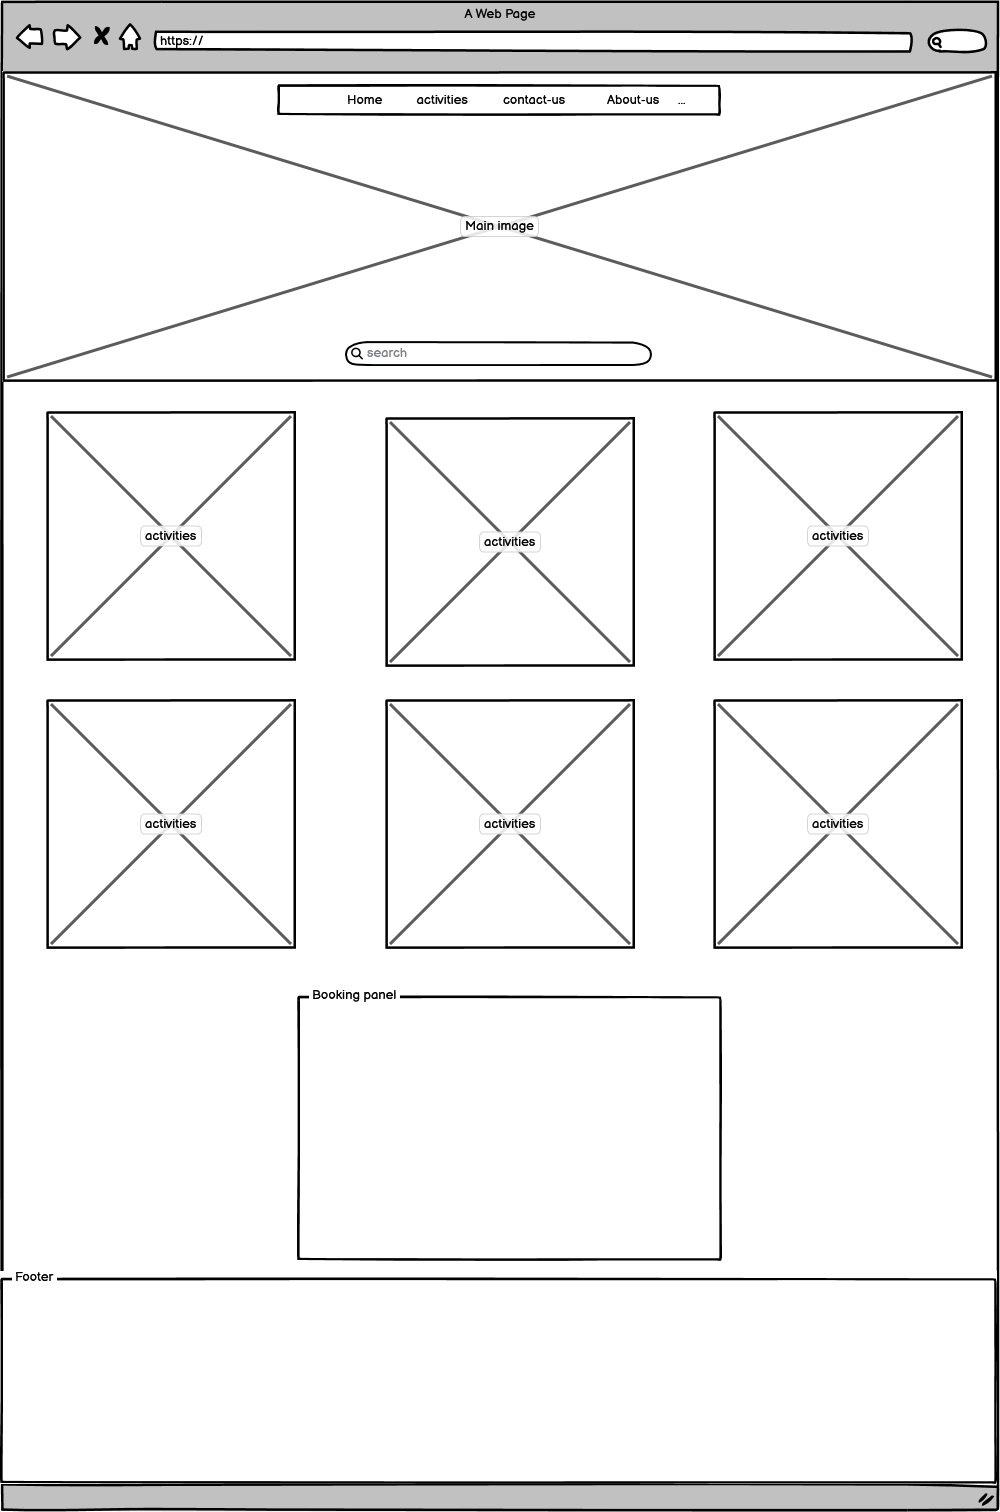 A Web Page
https://
Home activities contact-us About-us ...
Main image
search
activities activities activities
activities activities activities
Booking panel
Footer